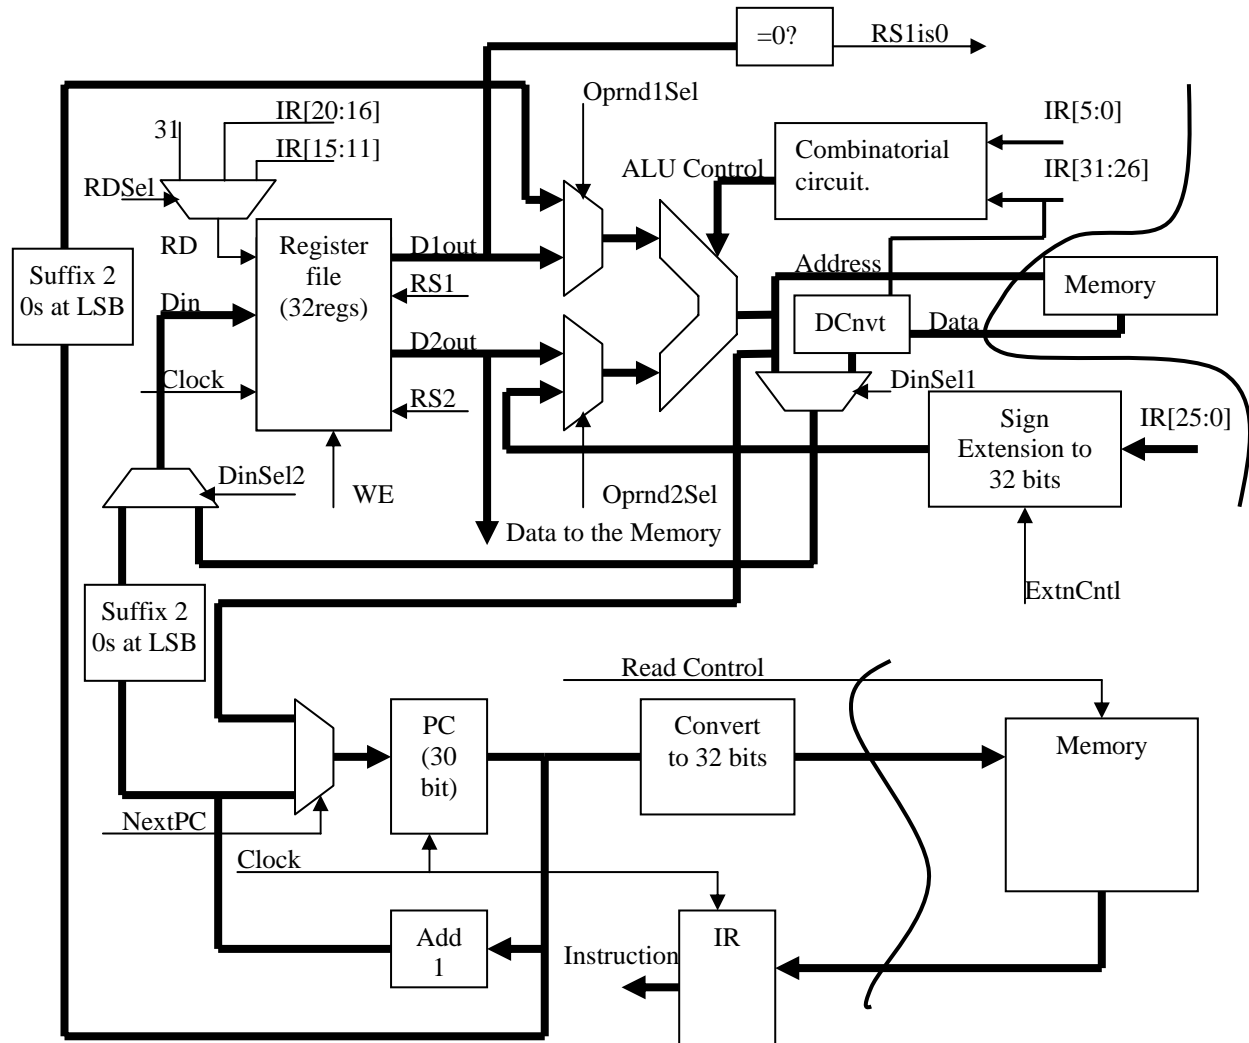 =0?
RS1is0
Oprnd1Sel
IR[20:16]
31
IR[15:11]
IR[5:0]
Combinatorial
circuit.
ALU Control
IR[31:26]
RDSel
RD
Register
file
(32regs)
D1out
Address
Suffix 2
0s at LSB
RS1
Memory
Din
DCnvt
Data
D2out
Clock
RS2
DinSel1
Sign
Extension to
32 bits
IR[25:0]
DinSel2
WE
Oprnd2Sel
Data to the Memory
ExtnCntl
Suffix 2
0s at LSB
Read Control
PC
(30
bit)
Convert
to 32 bits
Memory
NextPC
Clock
Add
1
IR
Instruction